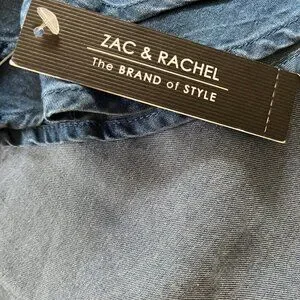 ZAC & RACHEL
The BRAND of STYLE